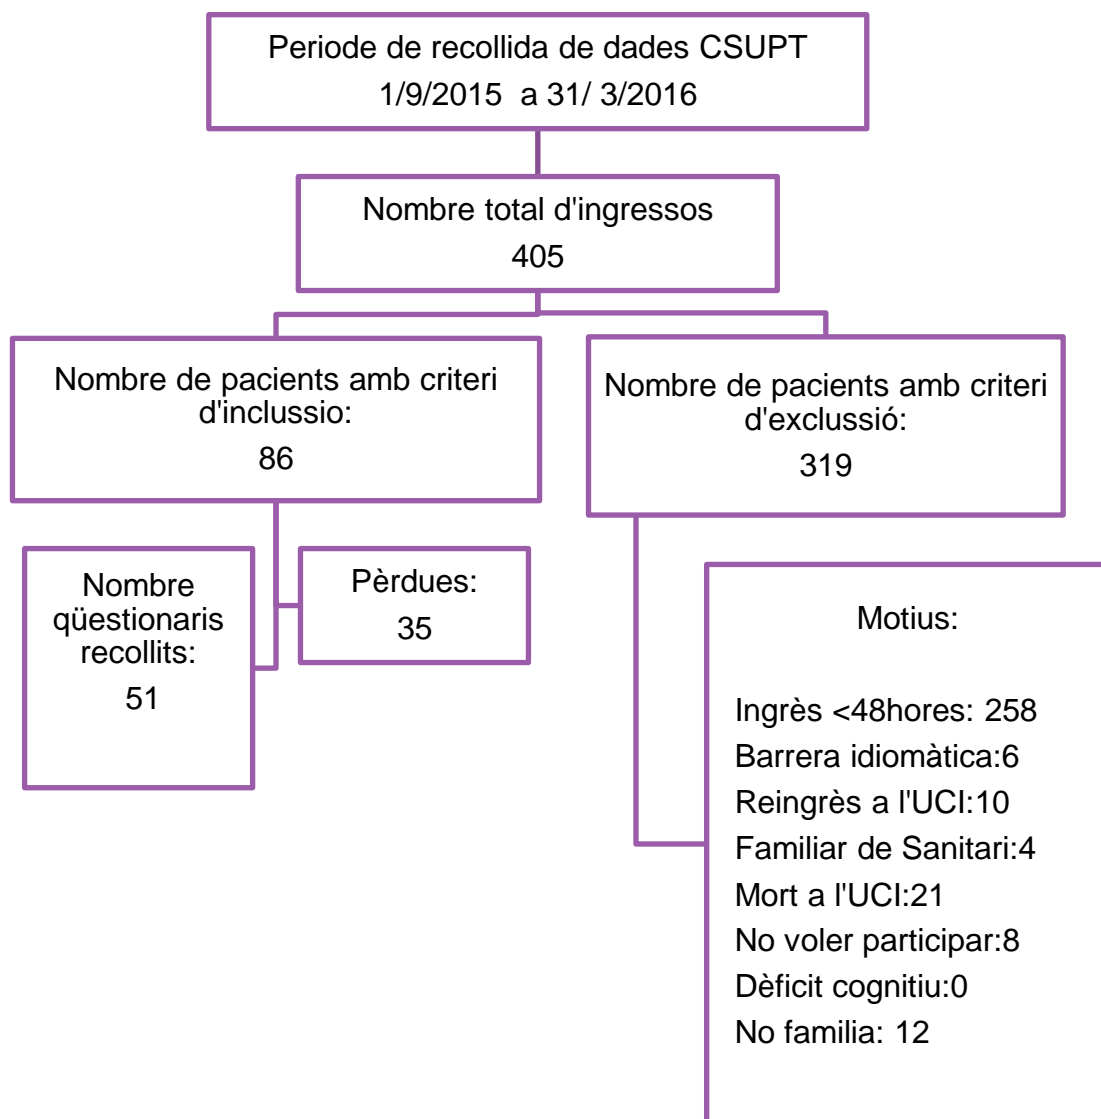 Periode de recollida de dades CSUPT
1/9/2015  a 31/ 3/2016
Nombre total d'ingressos
405
Nombre de pacients amb criteri
d'inclussio:
86
Nombre de pacients amb criteri
d'exclussió:
319
Nombre
qüestionaris
recollits:
51
Pèrdues:
35
Motius:
Ingrès <48hores: 258
Barrera idiomàtica:6
Reingrès a l'UCI:10
Familiar de Sanitari:4
Mort a l'UCI:21
No voler participar:8
Dèficit cognitiu:0
No familia: 12